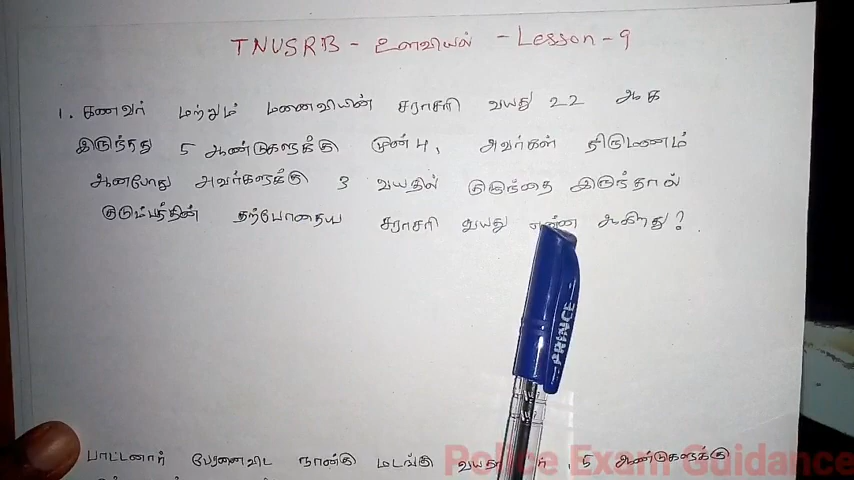 TNUSRB - உளவியல் - Lesson - 9
1. கணவர் மற்றும் மனைவியின் சராசரி வயது 22 ஆக
இருந்தது 5 ஆண்டுகளுக்கு முன்பு, அவர்கள் திருமணம்
ஆனபோது அவர்களுக்கு 3 வயதில் குழந்தை இருந்தால்
குடும்பத்தின் தற்போதைய சராசரி வயது என்ன ஆகிறது?
பாட்டனார் பேரனைவிட நான்கு மடங்கு 5 ஆண்டுகளுக்கு
Police Exam Guidance
PRINCE